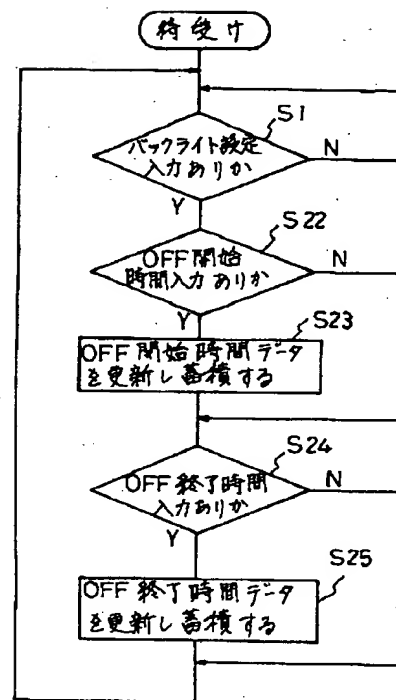 待受け
S1
バックライト設定
入力ありか
N
Y
S22
OFF開始
時間入力ありか
N
Y
S23
OFF開始時間データ
を更新し蓄積する
S24
OFF終了時間
入力ありか
N
Y
S25
OFF終了時間データ
を更新し蓄積する